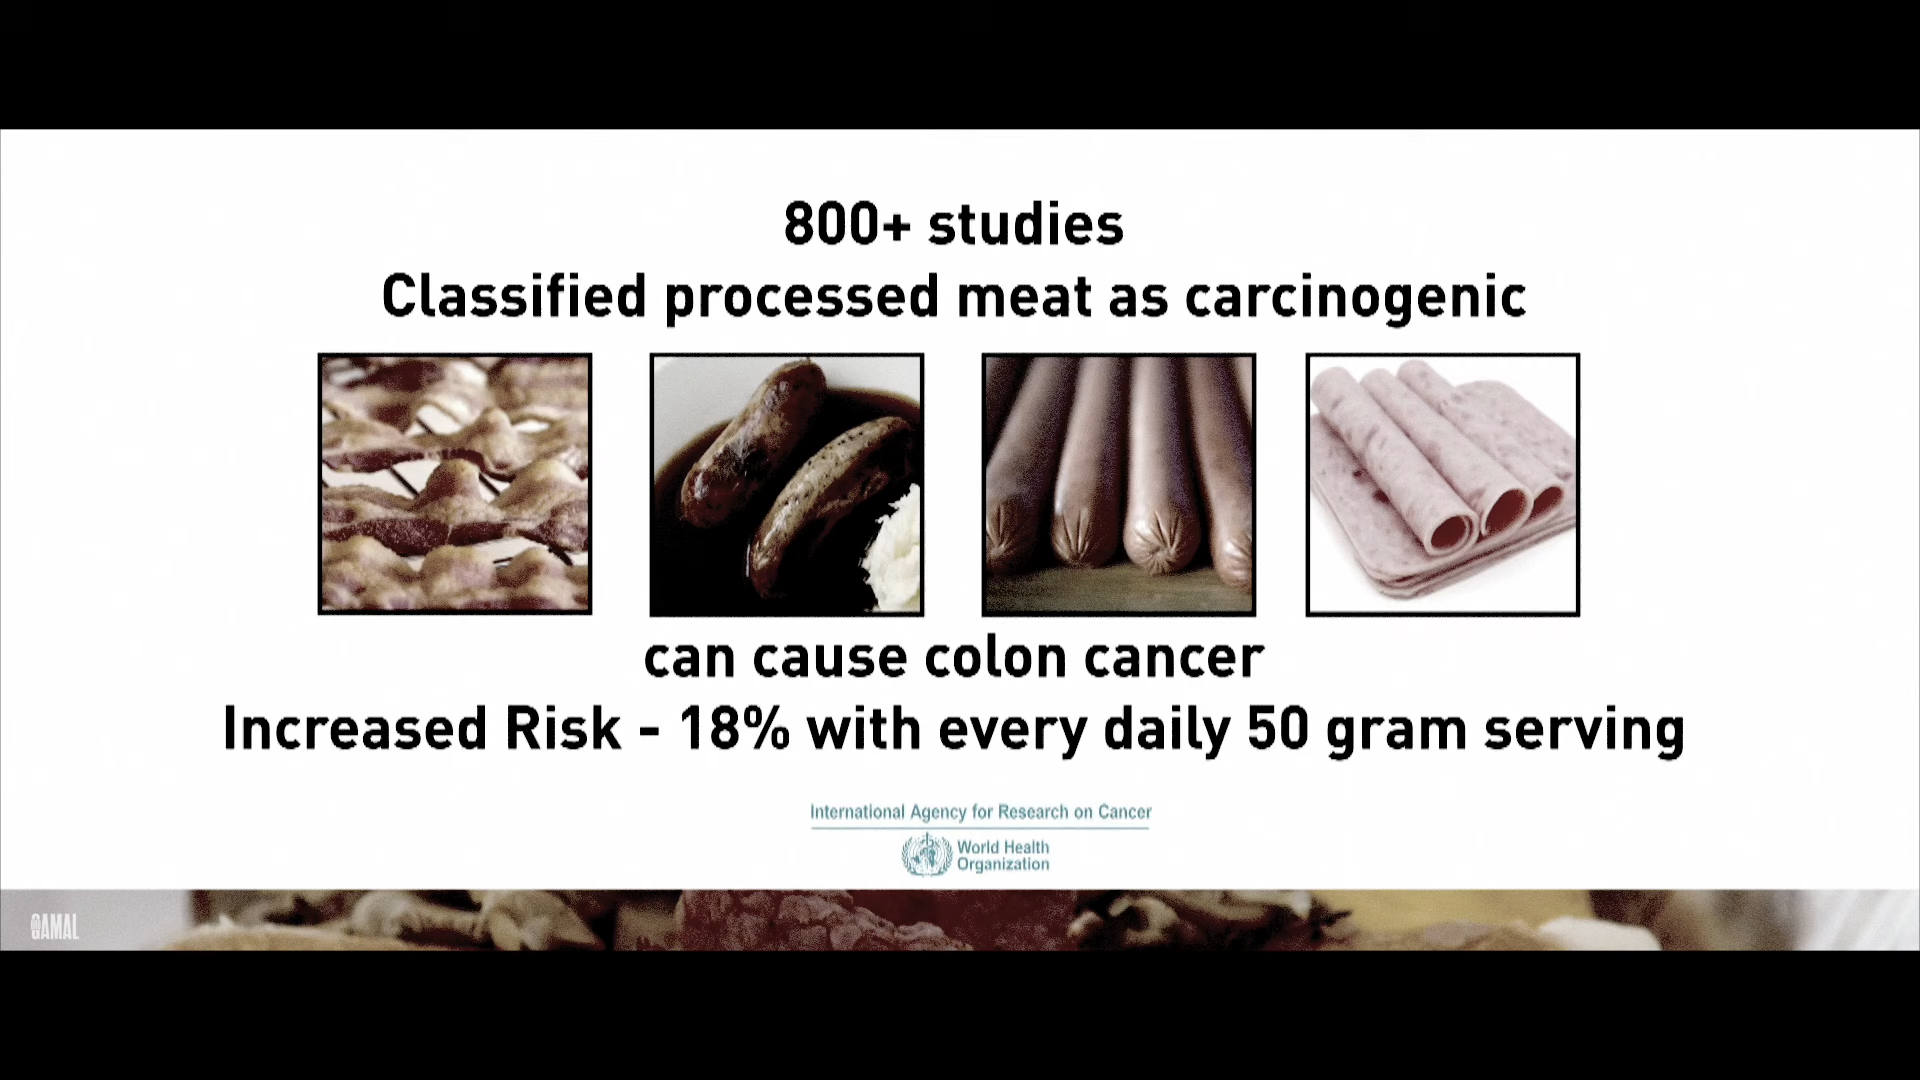 800+ studies
Classified processed meat as carcinogenic
can cause colon cancer
Increased Risk - 18% with every daily 50 gram serving
International Agency for Research on Cancer
World Health
Organization
GAMAL